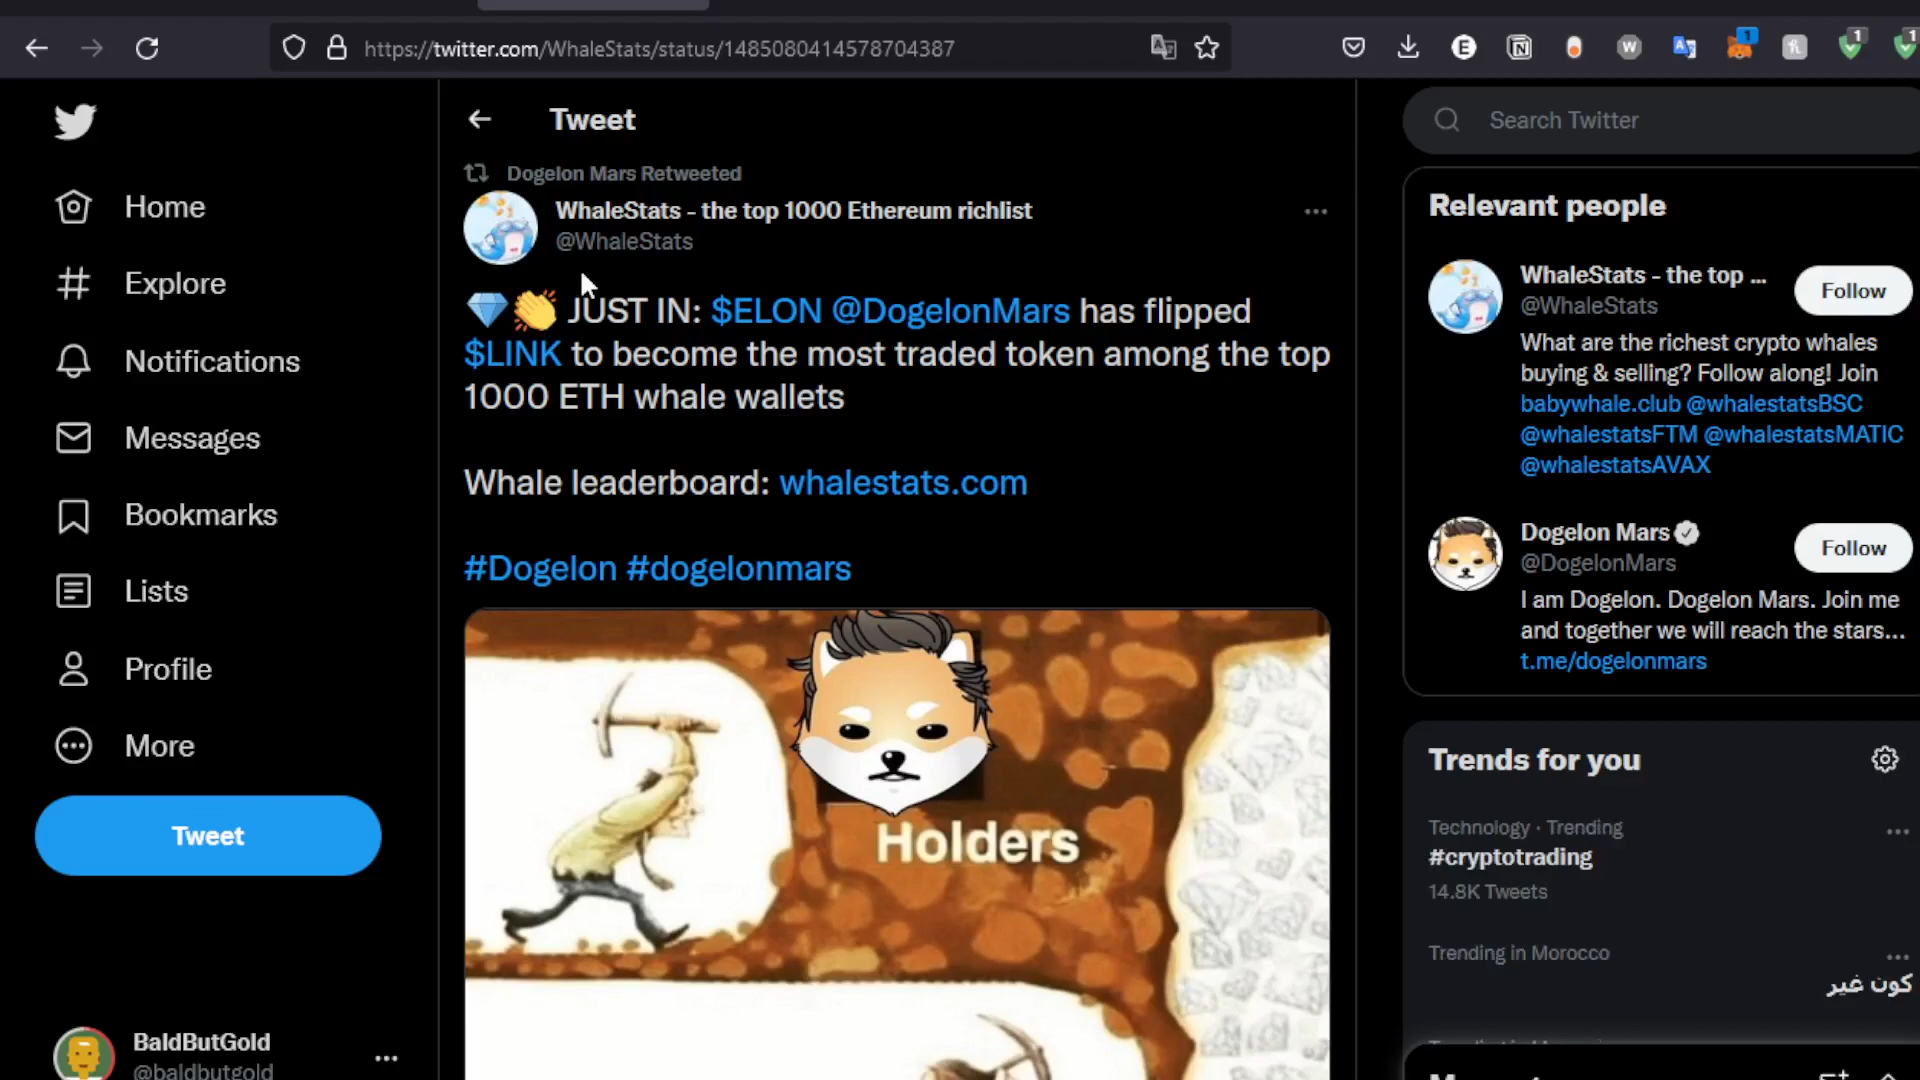 https://twitter.com/WhaleStats/status/1485080414578704387
Home
Explore
Notifications
Messages
Bookmarks
Lists
Profile
More
Tweet
BaldButGold
@baldbutgold
Tweet
Dogelon Mars Retweeted
WhaleStats - the top 1000 Ethereum richlist
@WhaleStats
💎👏 JUST IN: $ELON @DogelonMars has flipped
$LINK to become the most traded token among the top
1000 ETH whale wallets
Whale leaderboard: whalestats.com
#Dogelon #dogelonmars
Holders
Search Twitter
Relevant people
WhaleStats - the top ...
@WhaleStats
Follow
What are the richest crypto whales
buying & selling? Follow along! Join
babywhale.club @whalestatsBSC
@whalestatsFTM @whalestatsMATIC
@whalestatsAVAX
Dogelon Mars
@DogelonMars
Follow
I am Dogelon. Dogelon Mars. Join me
and together we will reach the stars...
t.me/dogelonmars
Trends for you
Technology · Trending
#cryptotrading
14.8K Tweets
Trending in Morocco
كون غير